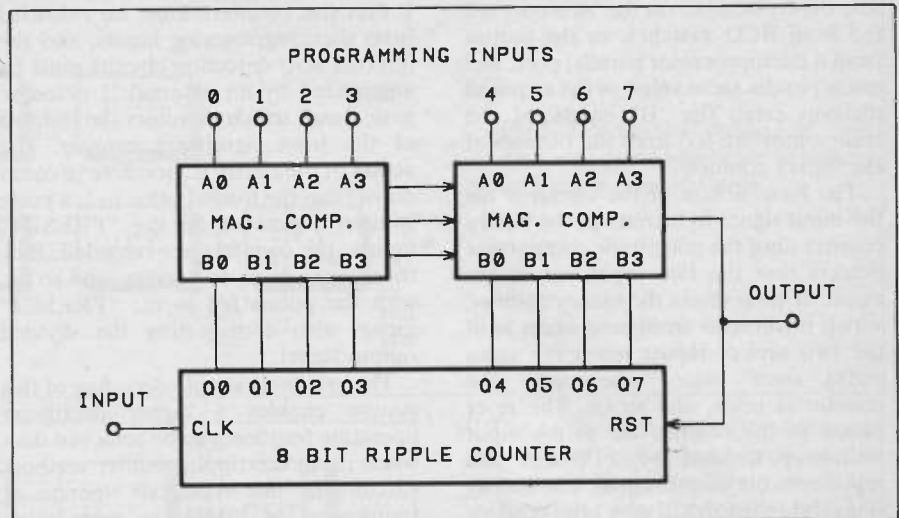 PROGRAMMING INPUTS
0 1 2 3 4 5 6 7
A0 A1 A2 A3 A0 A1 A2 A3
MAG. COMP. MAG. COMP.
B0 B1 B2 B3 B0 B1 B2 B3
OUTPUT
Q0 Q1 Q2 Q3 Q4 Q5 Q6 Q7
INPUT
CLK RST
8 BIT RIPPLE COUNTER